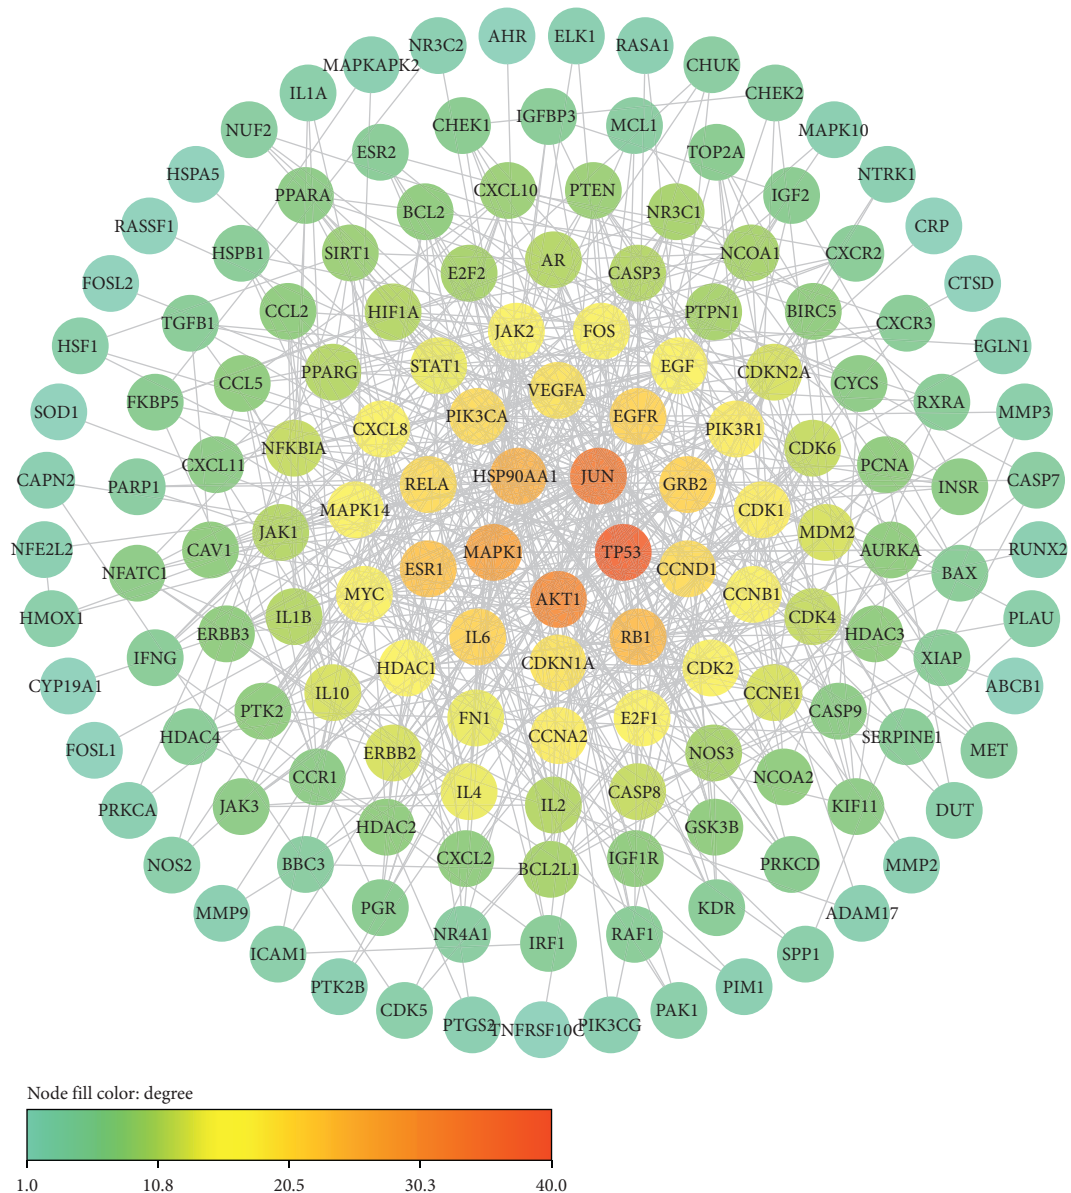 AHR
ELK1
NR3C2
RASA1
MAPKAPK2
CHUK
IL1A
CHEK2
IGFBP3
CHEK1
MCL1
NUF2
MAPK10
ESR2
TOP2A
HSPA5
NTRK1
CXCL10
PTEN
PPARA
IGF2
BCL2
NR3C1
RASSF1
CRP
HSPB1
SIRT1
NCOA1
CXCR2
AR
E2F2
CASP3
FOSL2
CTSD
CCL2
HIF1A
PTPN1
BIRC5
TGFB1
CXCR3
JAK2
FOS
HSF1
EGLN1
STAT1
EGF
PPARG
CDKN2A
CCL5
CYCS
VEGFA
FKBP5
RXRA
SOD1
MMP3
PIK3CA
EGFR
CXCL8
PIK3R1
NFKBIA
CDK6
CXCL11
PCNA
HSP90AA1
JUN
CAPN2
CASP7
PARP1
RELA
GRB2
INSR
MAPK14
CDK1
JAK1
MDM2
NFE2L2
CAV1
MAPK1
TP53
AURKA
RUNX2
NFATC1
ESR1
CCND1
BAX
MYC
AKT1
CCNB1
HMOX1
IL1B
CDK4
PLAU
ERBB3
IL6
RB1
HDAC3
IFNG
CDKN1A
XIAP
HDAC1
CDK2
CYP19A1
ABCB1
IL10
CCNE1
PTK2
FN1
E2F1
CASP9
HDAC4
CCNA2
SERPINE1
FOSL1
ERBB2
NOS3
MET
CCR1
NCOA2
IL4
CASP8
JAK3
IL2
KIF11
PRKCA
DUT
HDAC2
GSK3B
NOS2
BBC3
CXCL2
BCL2L1
IGF1R
PRKCD
MMP2
MMP9
PGR
KDR
ADAM17
NR4A1
IRF1
RAF1
ICAM1
SPP1
PTK2B
PIM1
CDK5
PAK1
PTGS2
TNFRSF10C
PIK3CG
Node fill color: degree
1.0 10.8 20.5 30.3 40.0